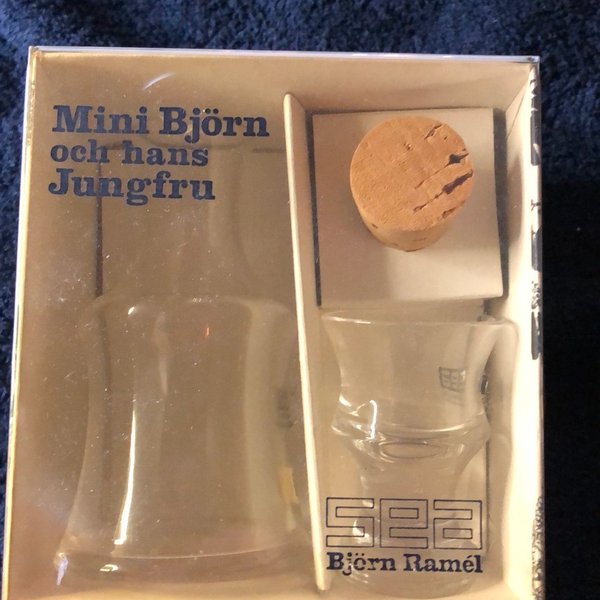 Mini Björn
och hans
Jungfru
sea
Björn Ramél